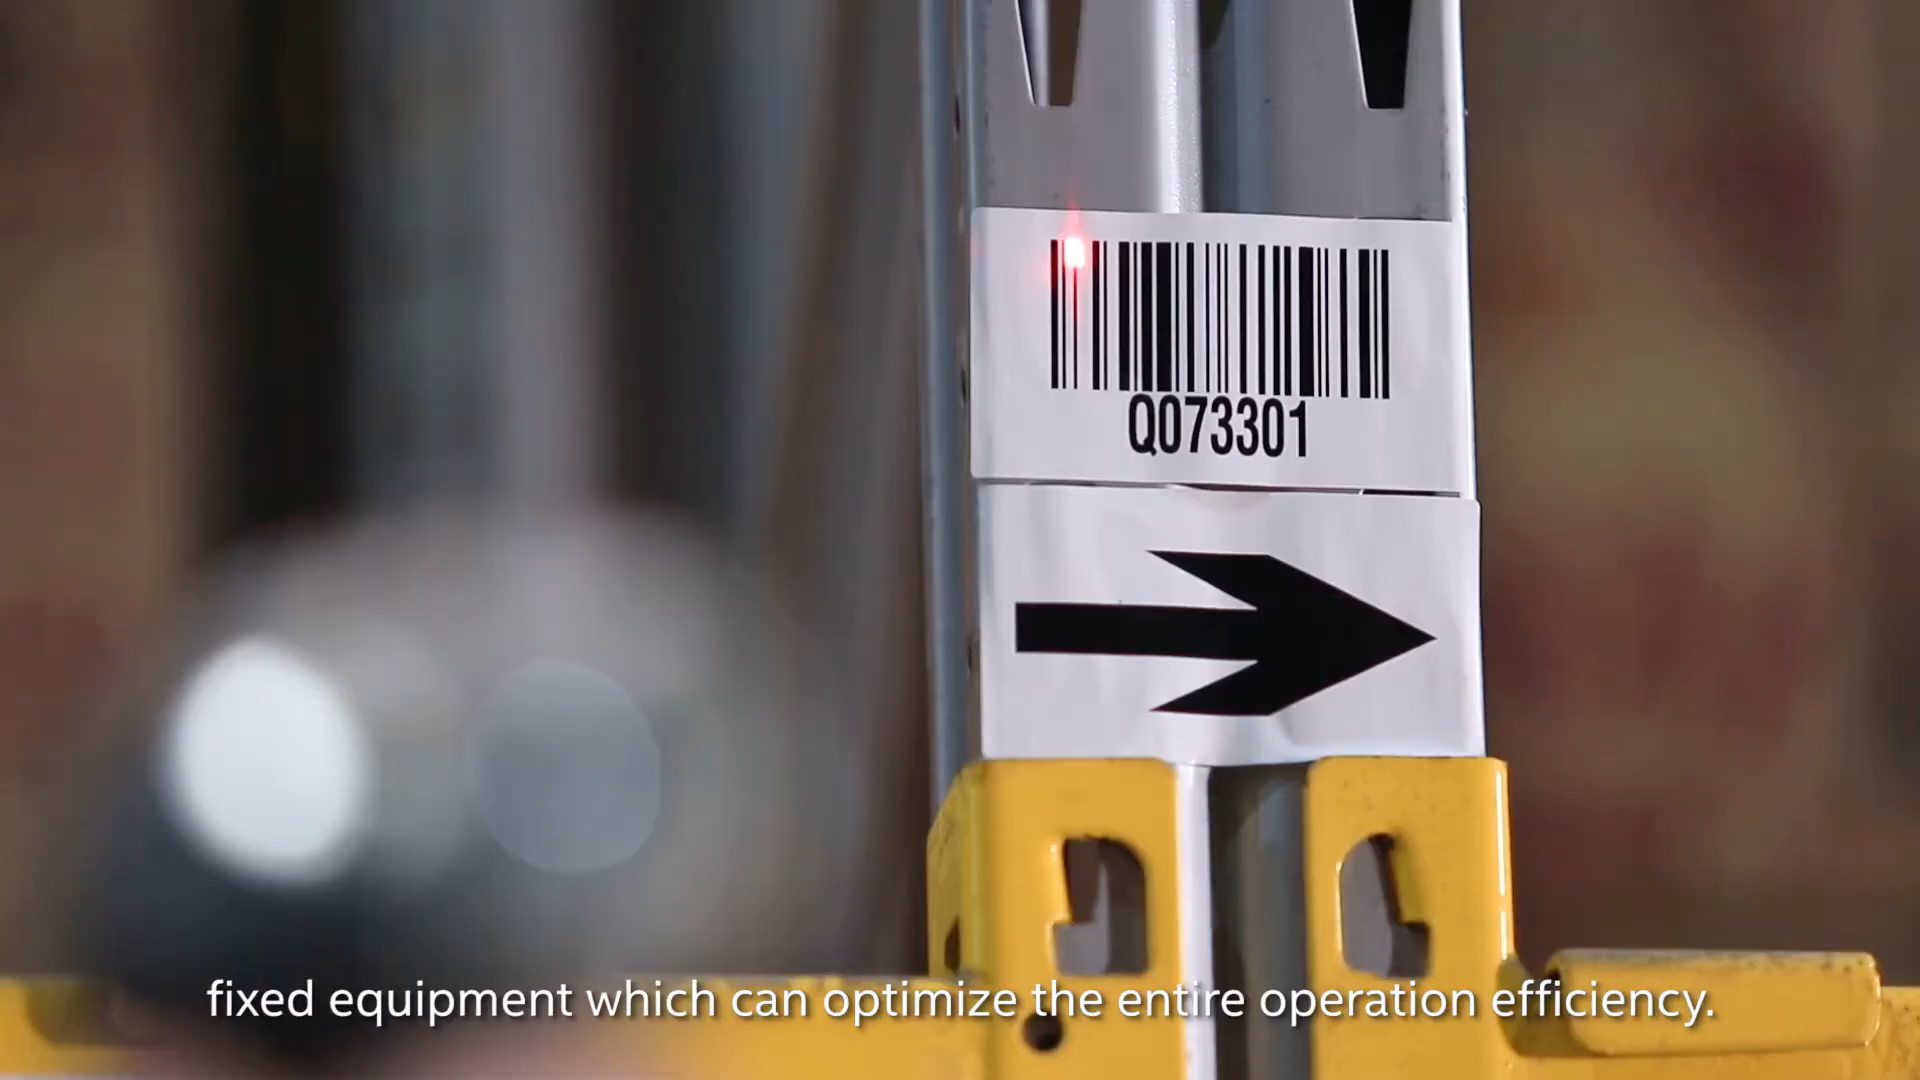 Q073301
fixed equipment which can optimize the entire operation efficiency.